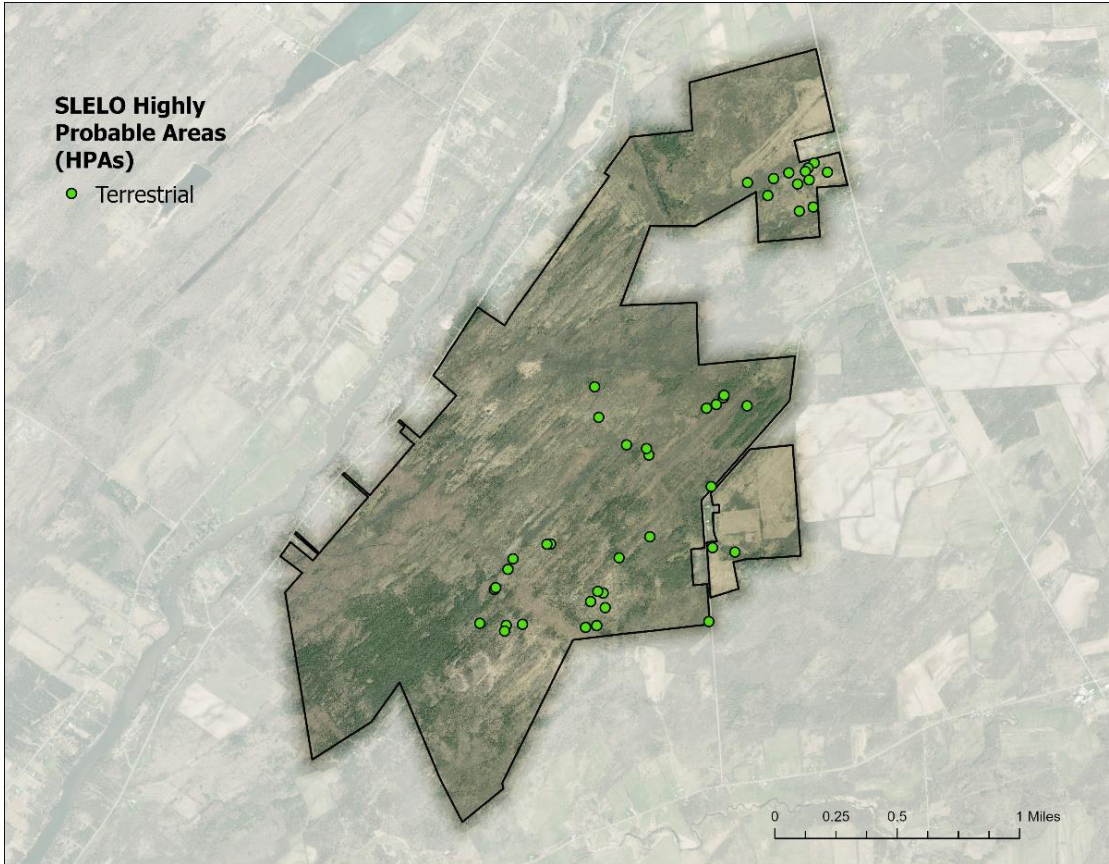 SLELO Highly
Probable Areas
(HPAs)
Terrestrial
0 0.25 0.5 1 Miles